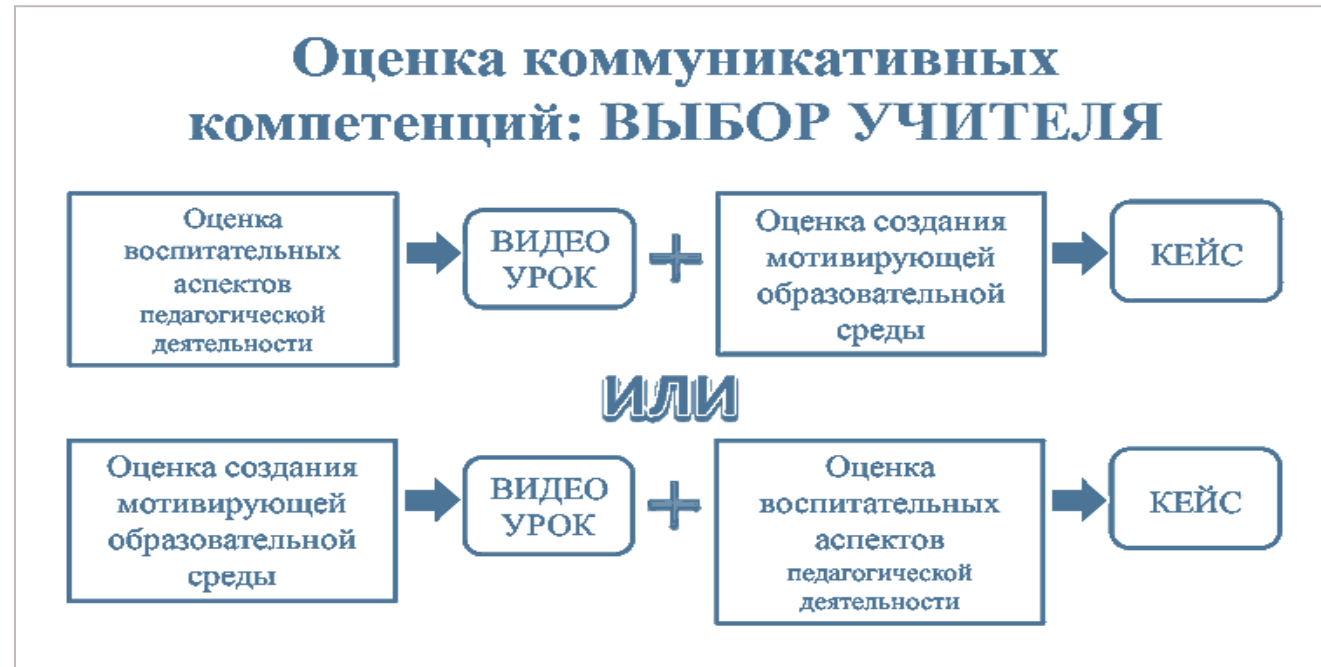 Оценка коммуникативных
компетенций: ВЫБОР УЧИТЕЛЯ
Оценка
воспитательных
аспектов
педагогической
деятельности
ВИДЕО
УРОК
+
Оценка создания
мотивирующей
образовательной
среды
КЕЙС
ИЛИ
Оценка создания
мотивирующей
образовательной
среды
ВИДЕО
УРОК
+
Оценка
воспитательных
аспектов
педагогической
деятельности
КЕЙС